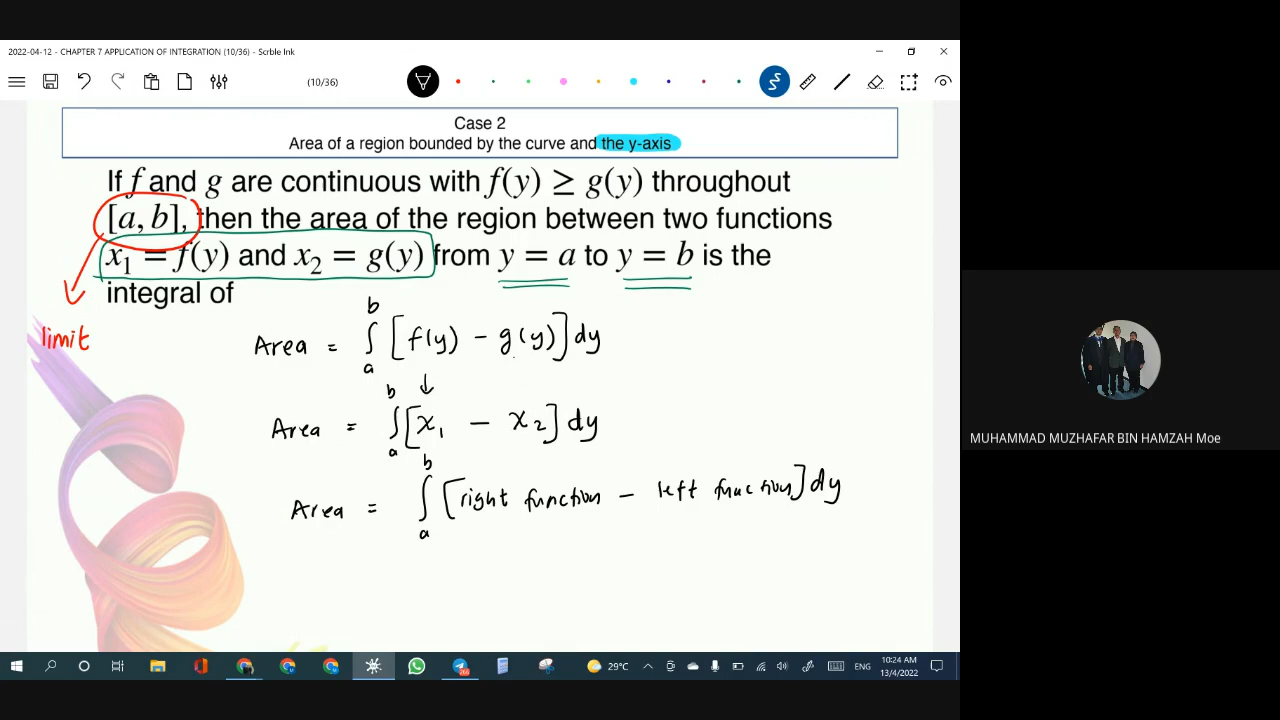 2022-04-12 - CHAPTER 7 APPLICATION OF INTEGRATION (10/36) - Scrble Ink
(10/36)
Case 2
Area of a region bounded by the curve and the y-axis
If f and g are continuous with f(y) ≥ g(y) throughout
[a, b], then the area of the region between two functions
x₁ = f(y) and x₂ = g(y) from y = a to y = b is the
integral of
limit
Area = ∫ₐᵇ [f(y) - g(y)] dy
↓
Area = ∫ₐᵇ [x₁ - x₂] dy
Area = ∫ₐᵇ [right function - left function] dy
MUHAMMAD MUZHAFAR BIN HAMZAH Moe
29°C
ENG
10:24 AM
13/4/2022